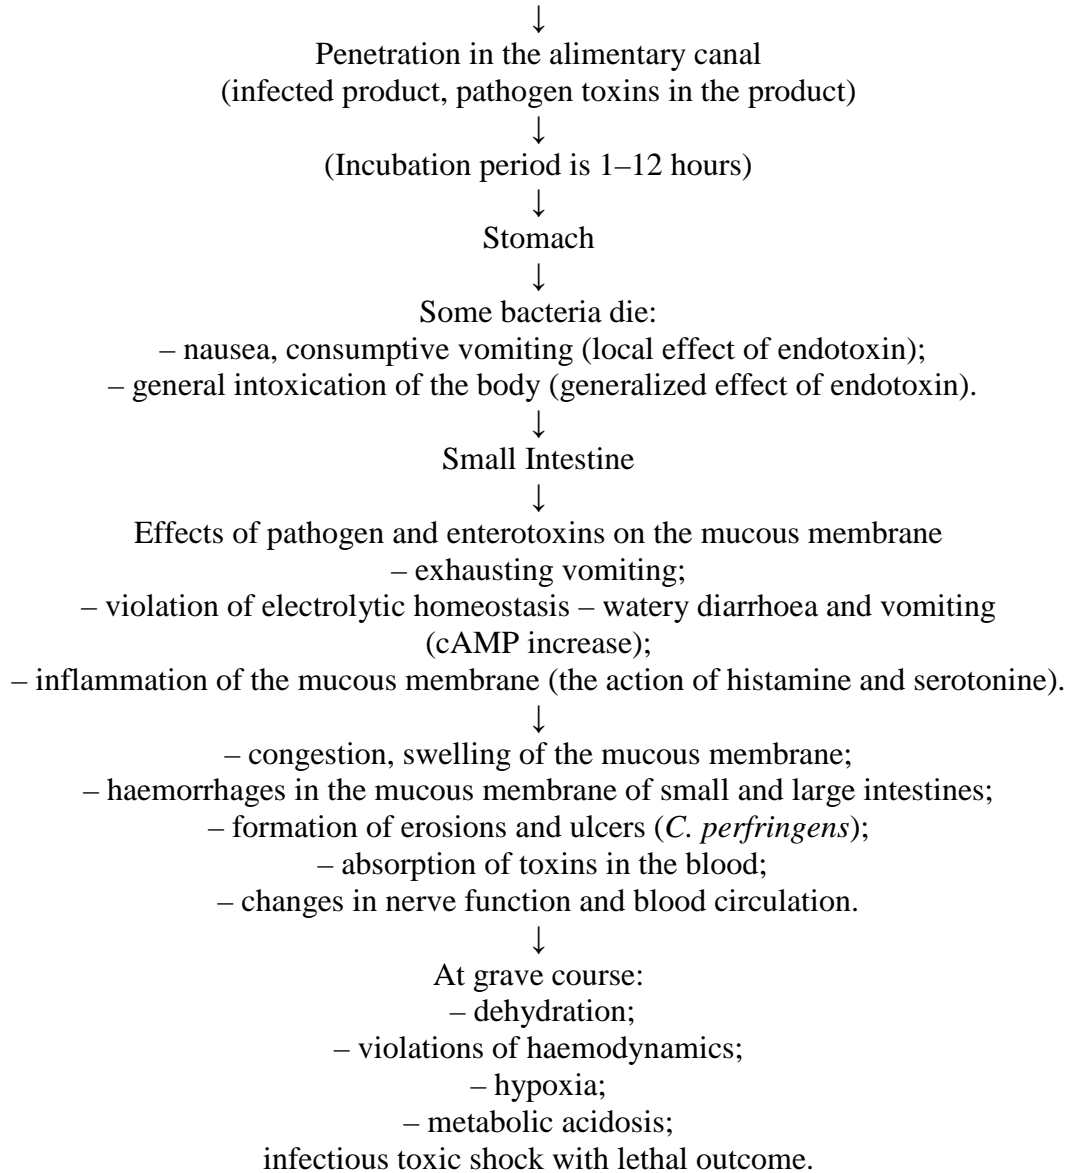 ↓
Penetration in the alimentary canal
(infected product, pathogen toxins in the product)
↓
(Incubation period is 1–12 hours)
↓
Stomach
↓
Some bacteria die:
– nausea, consumptive vomiting (local effect of endotoxin);
– general intoxication of the body (generalized effect of endotoxin).
↓
Small Intestine
↓
Effects of pathogen and enterotoxins on the mucous membrane
– exhausting vomiting;
– violation of electrolytic homeostasis – watery diarrhoea and vomiting
(cAMP increase);
– inflammation of the mucous membrane (the action of histamine and serotonine).
↓
– congestion, swelling of the mucous membrane;
– haemorrhages in the mucous membrane of small and large intestines;
– formation of erosions and ulcers (C. perfringens);
– absorption of toxins in the blood;
– changes in nerve function and blood circulation.
↓
At grave course:
– dehydration;
– violations of haemodynamics;
– hypoxia;
– metabolic acidosis;
infectious toxic shock with lethal outcome.